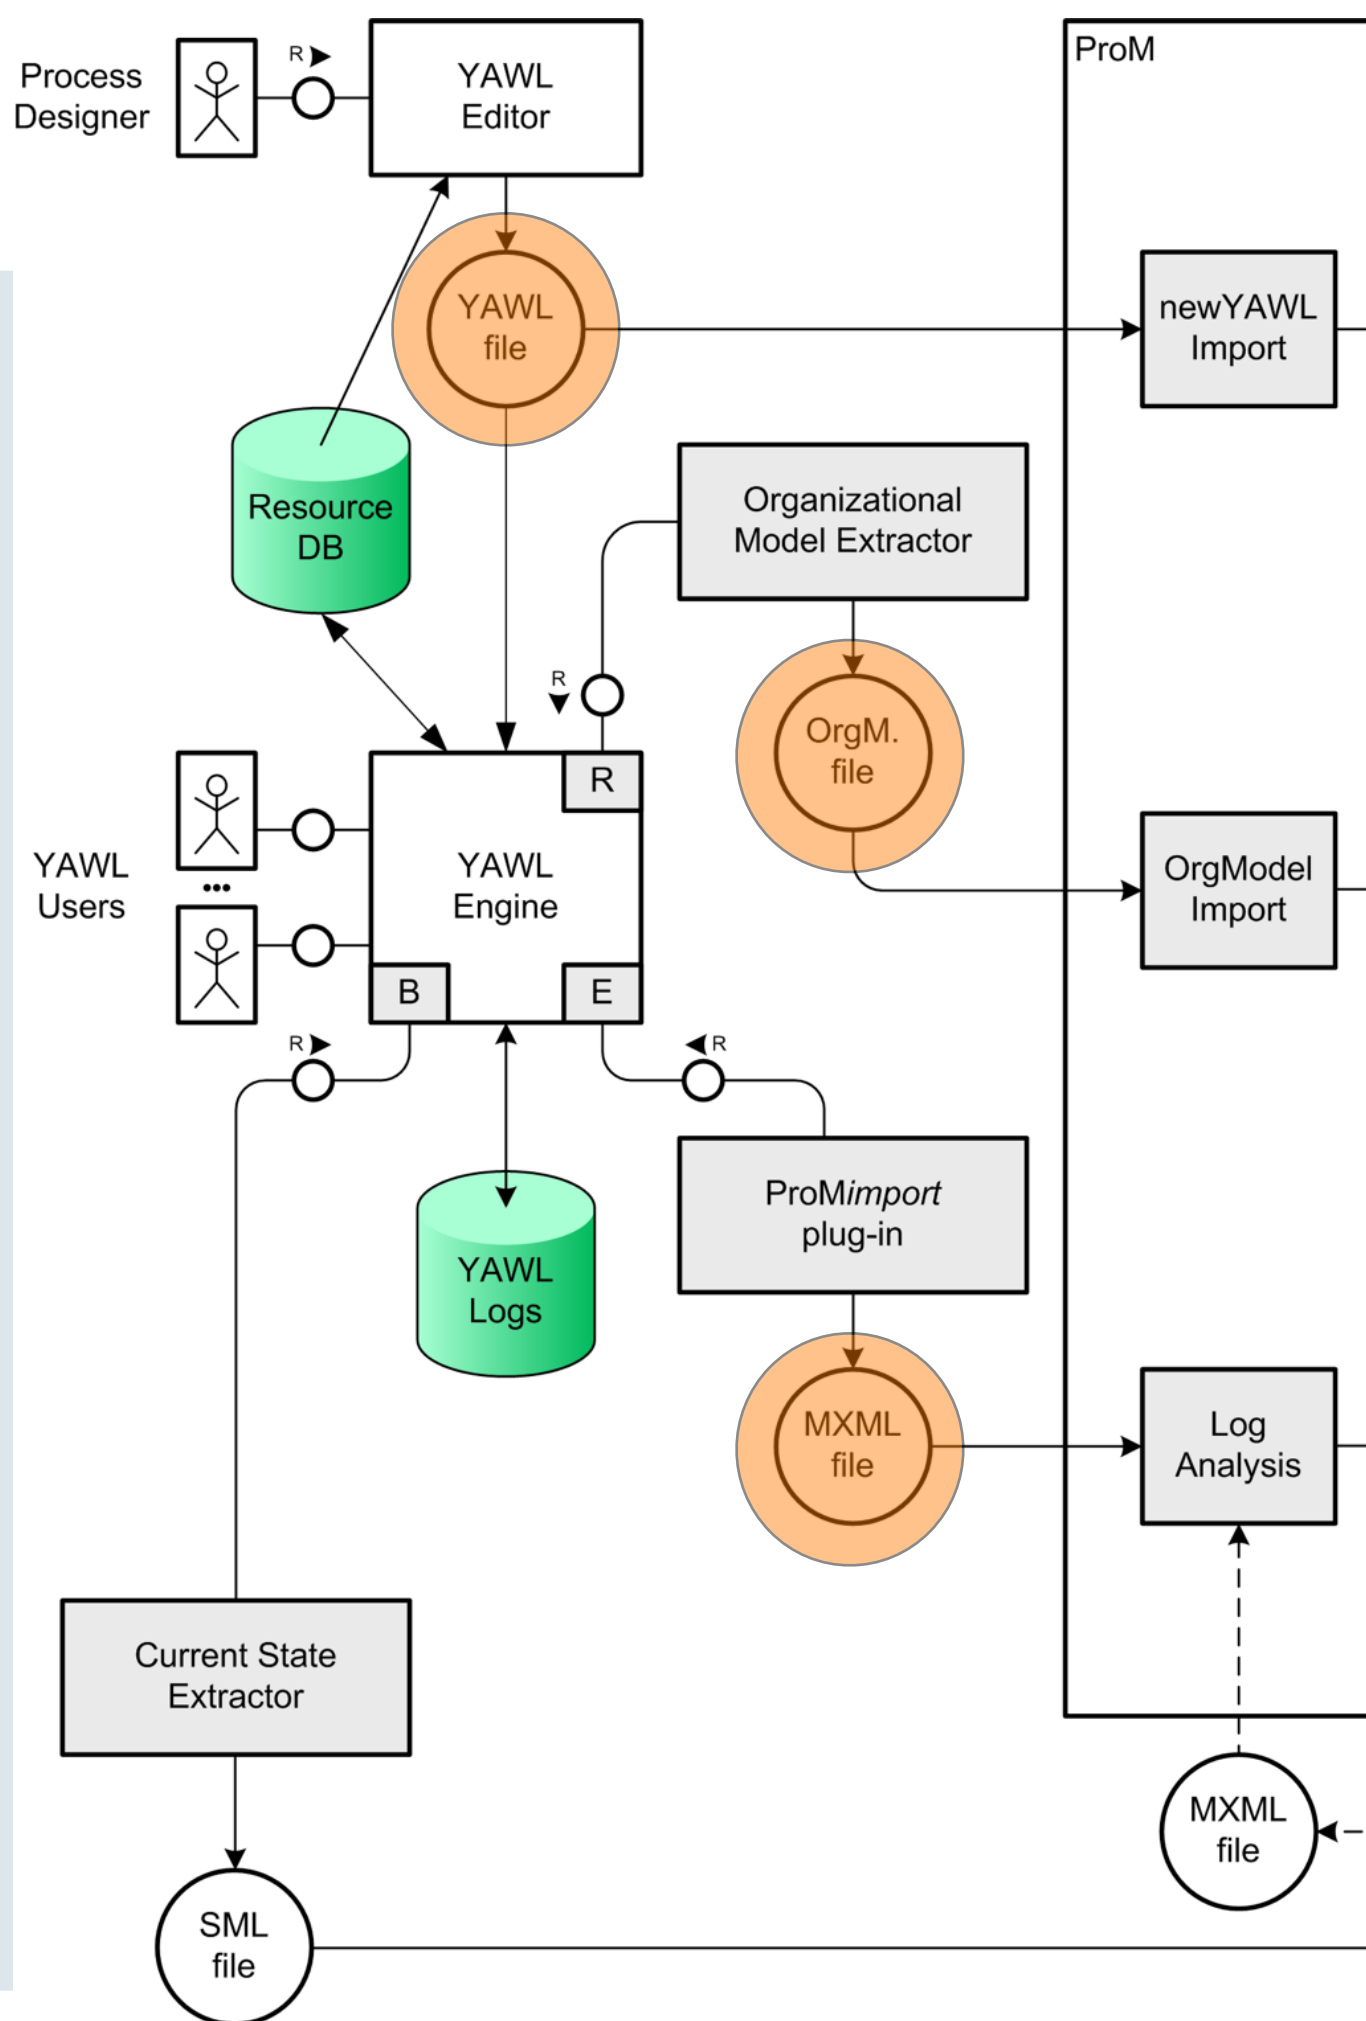 Process
Designer
R
YAWL
Editor
ProM
YAWL
file
newYAWL
Import
Resource
DB
Organizational
Model Extractor
R
OrgM.
file
R
YAWL
Users
...
YAWL
Engine
OrgModel
Import
B
E
R
R
ProMimport
plug-in
YAWL
Logs
MXML
file
Log
Analysis
Current State
Extractor
MXML
file
SML
file